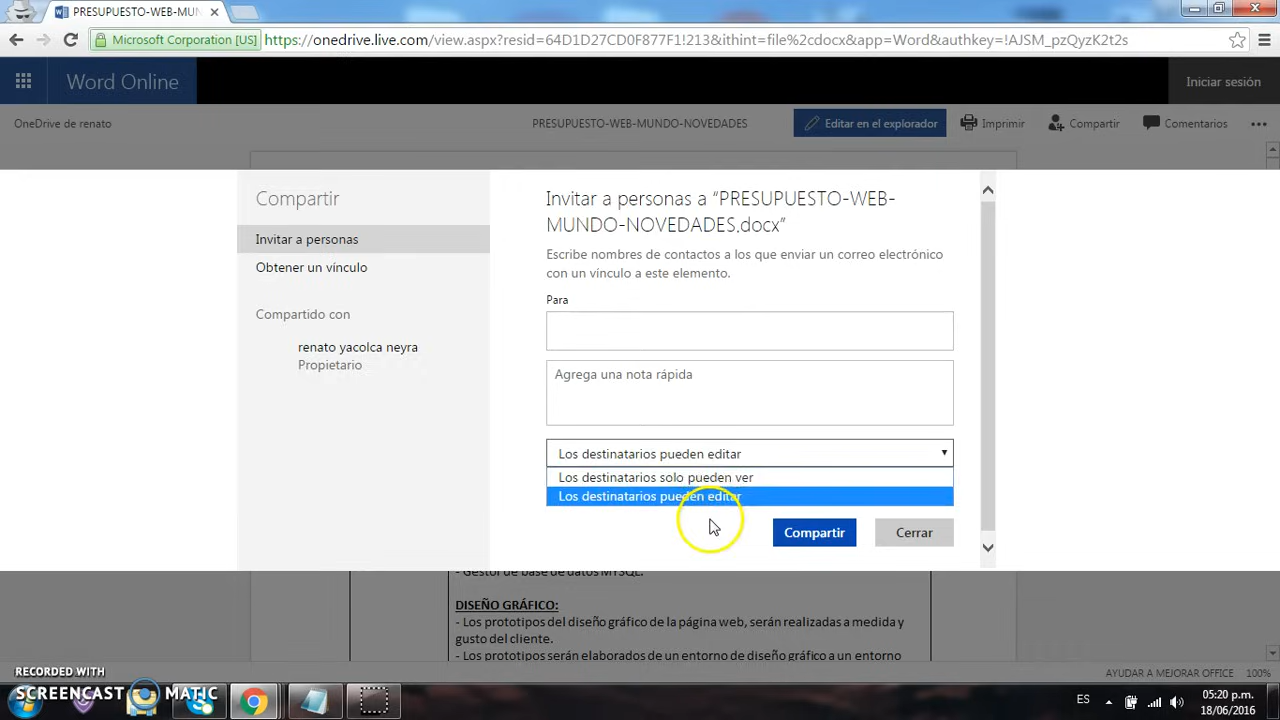 PRESUPUESTO-WEB-MUN
Microsoft Corporation [US]
https://onedrive.live.com/view.aspx?resid=64D1D27CD0F877F1!213&ithint=file%2cdocx&app=Word&authkey=!AJSM_pzQyzK2t2s
Word Online
Iniciar sesión
OneDrive de renato
PRESUPUESTO-WEB-MUNDO-NOVEDADES
Editar en el explorador
Imprimir
Compartir
Comentarios
Compartir
Invitar a personas
Obtener un vínculo
Compartido con
renato yacolca neyra
Propietario
Invitar a personas a “PRESUPUESTO-WEB-
MUNDO-NOVEDADES.docx”
Escribe nombres de contactos a los que enviar un correo electrónico
con un vínculo a este elemento.
Para
Agrega una nota rápida
Los destinatarios pueden editar
Los destinatarios solo pueden ver
Los destinatarios pueden editar
Compartir
Cerrar
- Gestor de base de datos MYSQL.
DISEÑO GRÁFICO:
- Los prototipos del diseño gráfico de la página web, serán realizadas a medida y
gusto del cliente.
- Los prototipos serán elaborados de un entorno de diseño gráfico a un entorno
AYUDAR A MEJORAR OFFICE
100%
RECORDED WITH
SCREENCAST MATIC
ES
05:20 p.m.
18/06/2016